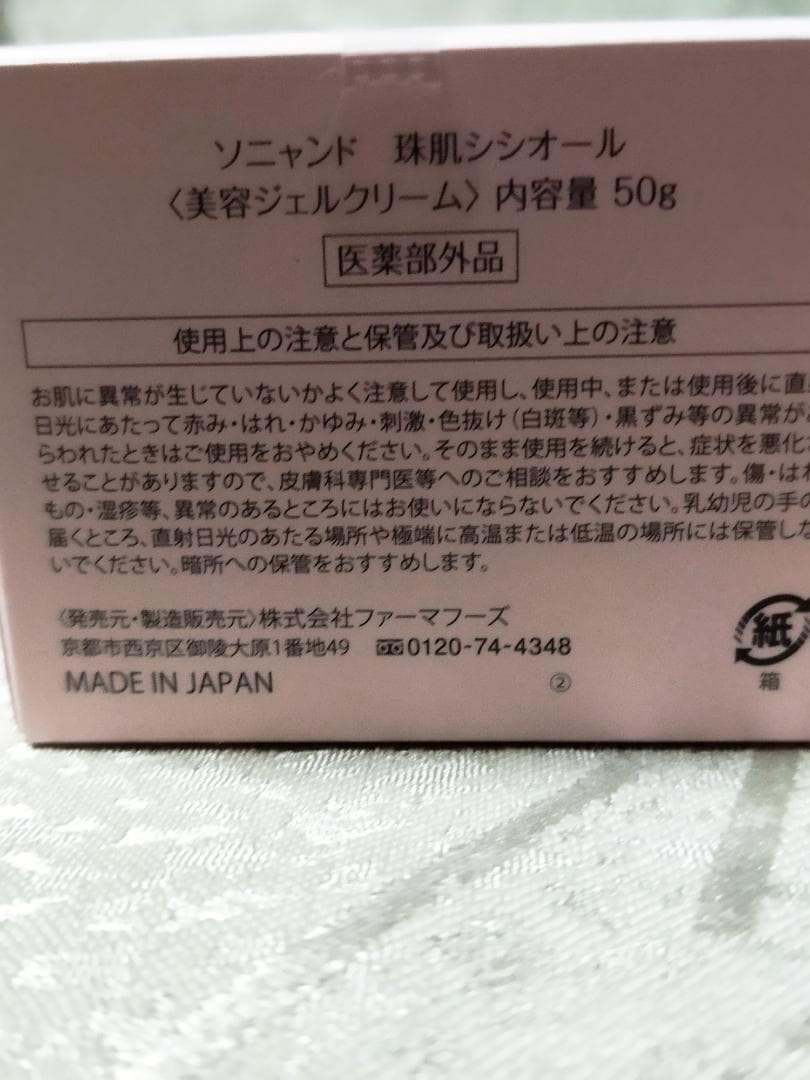 ソニャンド 珠肌シシオール
〈美容ジェルクリーム〉内容量 50g
医薬部外品
使用上の注意と保管及び取扱い上の注意
お肌に異常が生じていないかよく注意して使用し、使用中、または使用後に直
日光にあたって赤み・はれ・かゆみ・刺激・色抜け(白斑等)・黒ずみ等の異常が
らわれたときはご使用をおやめください。そのまま使用を続けると、症状を悪化
せることがありますので、皮膚科専門医等へのご相談をおすすめします。傷・はれ
もの・湿疹等、異常のあるところにはお使いにならないでください。乳幼児の手の
届くところ、直射日光のあたる場所や極端に高温または低温の場所には保管しな
いでください。暗所への保管をおすすめします。
〈発売元・製造販売元〉株式会社ファーマフーズ
京都市西京区御陵大原1番地49 0120-74-4348
MADE IN JAPAN ②
紙
箱